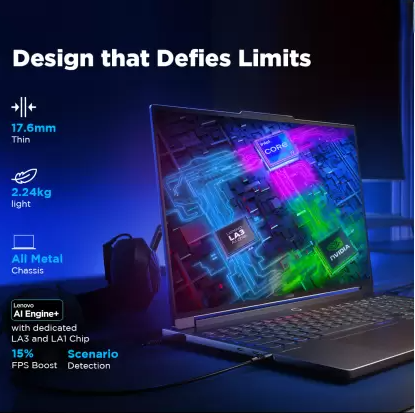 Design that Defies Limits
17.6mm
Thin
2.24kg
light
All Metal
Chassis
Lenovo
AI Engine+
with dedicated
LA3 and LA1 Chip
15% Scenario
FPS Boost Detection
intel
CORE
LA3
NVIDIA